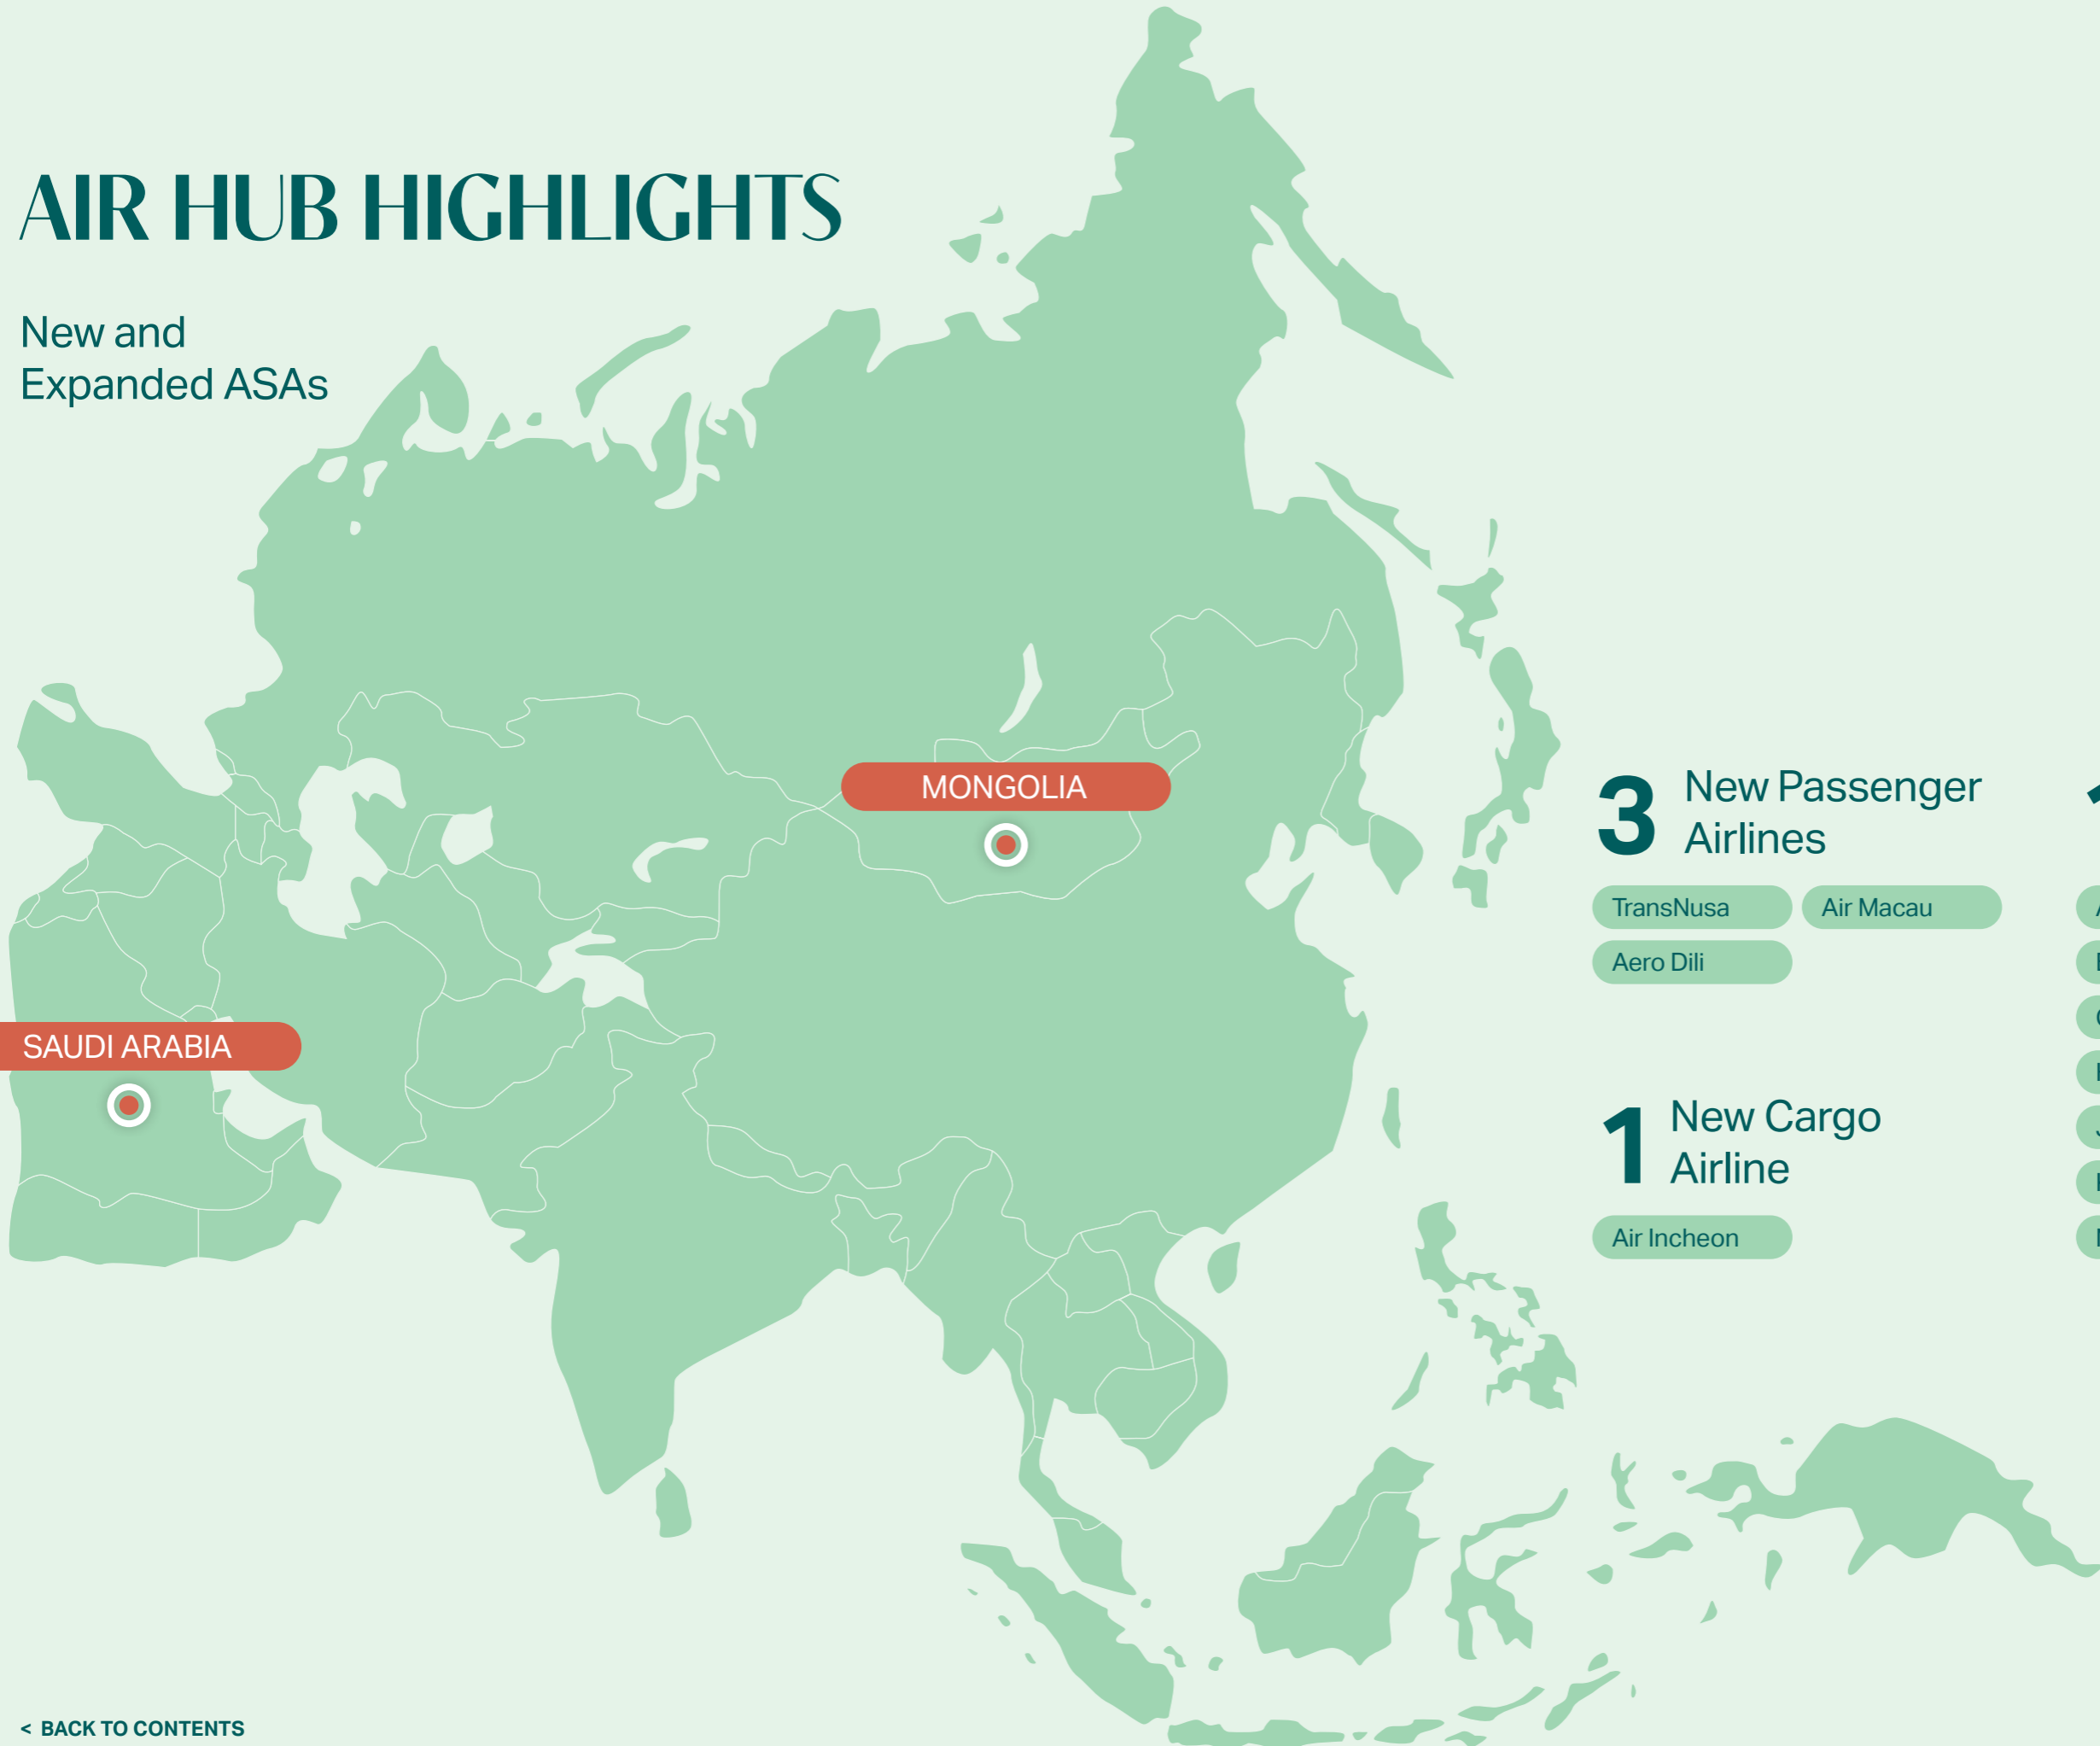 AIR HUB HIGHLIGHTS
New and
Expanded ASAs
MONGOLIA
SAUDI ARABIA
3
New Passenger
Airlines
TransNusa
Air Macau
Aero Dili
1
New Cargo
Airline
Air Incheon
< BACK TO CONTENTS